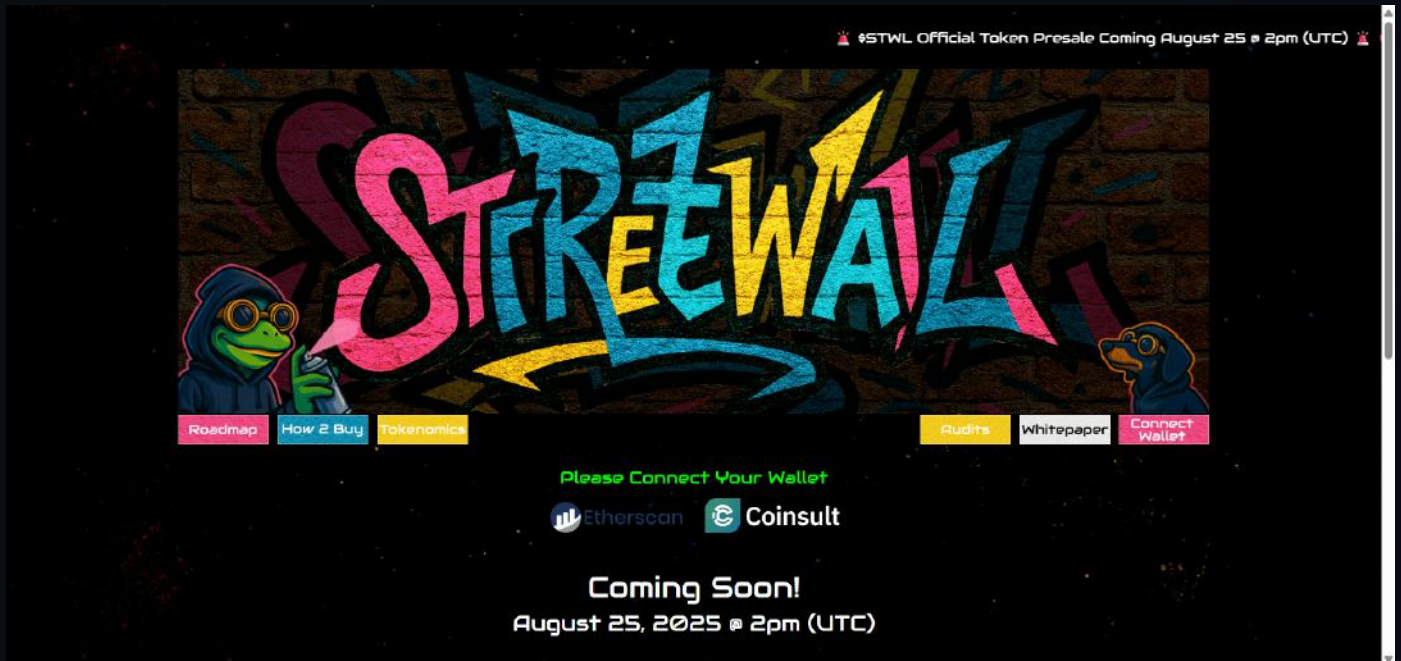 🚨 $STWL Official Token Presale Coming August 25 @ 2pm (UTC) 🚨
STREETWALL
Roadmap
How 2 Buy
Tokenomics
Audits
Whitepaper
Connect
Wallet
Please Connect Your Wallet
Etherscan
Coinsult
Coming Soon!
August 25, 2025 @ 2pm (UTC)